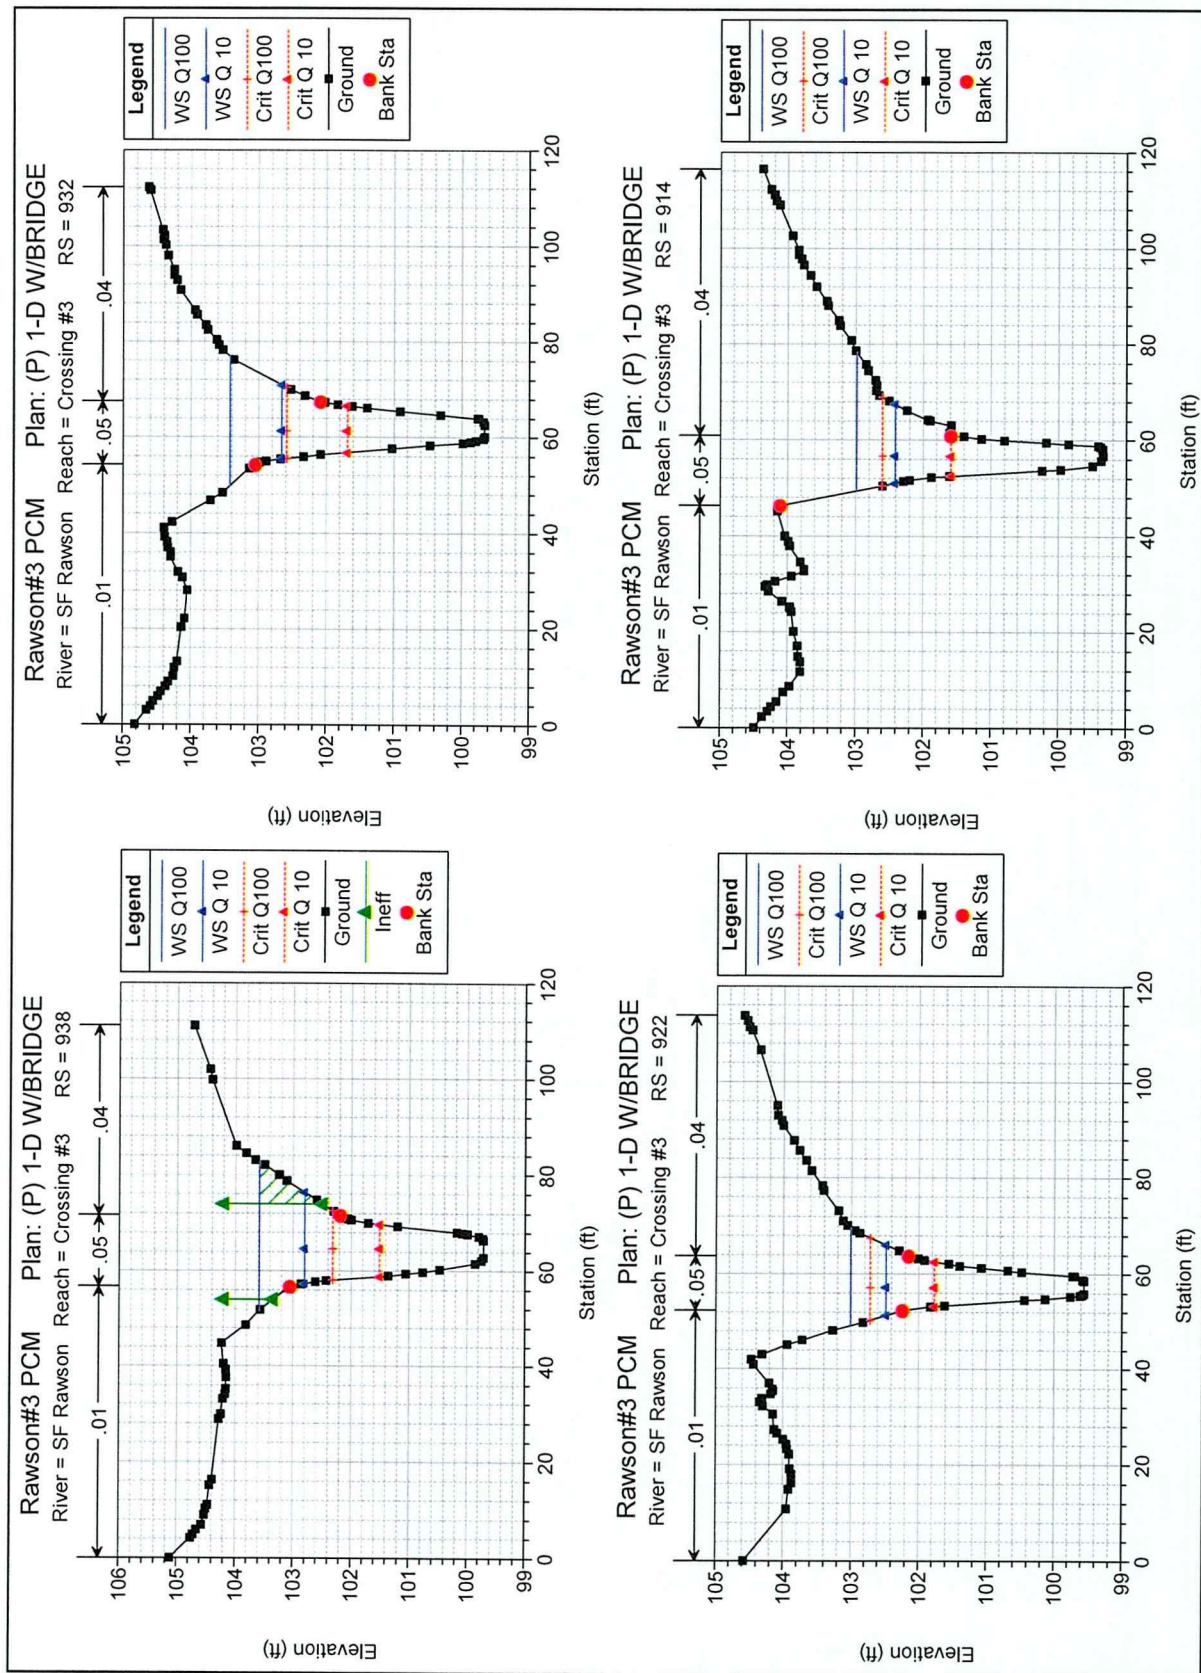 Rawson#3 PCM Plan: (P) 1-D W/BRIDGE
River = SF Rawson Reach = Crossing #3 RS = 938
.01
.05
.04
Legend
WS Q100
WS Q 10
Crit Q100
Crit Q 10
Ground
Ineff
Bank Sta
106
105
104
103
102
101
100
99
Elevation (ft)
0 20 40 60 80 100 120
Station (ft)
Rawson#3 PCM Plan: (P) 1-D W/BRIDGE
River = SF Rawson Reach = Crossing #3 RS = 932
.01
.05
.04
Legend
WS Q100
WS Q 10
Crit Q100
Crit Q 10
Ground
Bank Sta
105
104
103
102
101
100
99
Elevation (ft)
0 20 40 60 80 100 120
Station (ft)
Rawson#3 PCM Plan: (P) 1-D W/BRIDGE
River = SF Rawson Reach = Crossing #3 RS = 922
.01
.05
.04
Legend
WS Q100
Crit Q100
WS Q 10
Crit Q 10
Ground
Bank Sta
105
104
103
102
101
100
99
Elevation (ft)
0 20 40 60 80 100 120
Station (ft)
Rawson#3 PCM Plan: (P) 1-D W/BRIDGE
River = SF Rawson Reach = Crossing #3 RS = 914
.01
.05
.04
Legend
WS Q100
Crit Q100
WS Q 10
Crit Q 10
Ground
Bank Sta
105
104
103
102
101
100
99
Elevation (ft)
0 20 40 60 80 100 120
Station (ft)